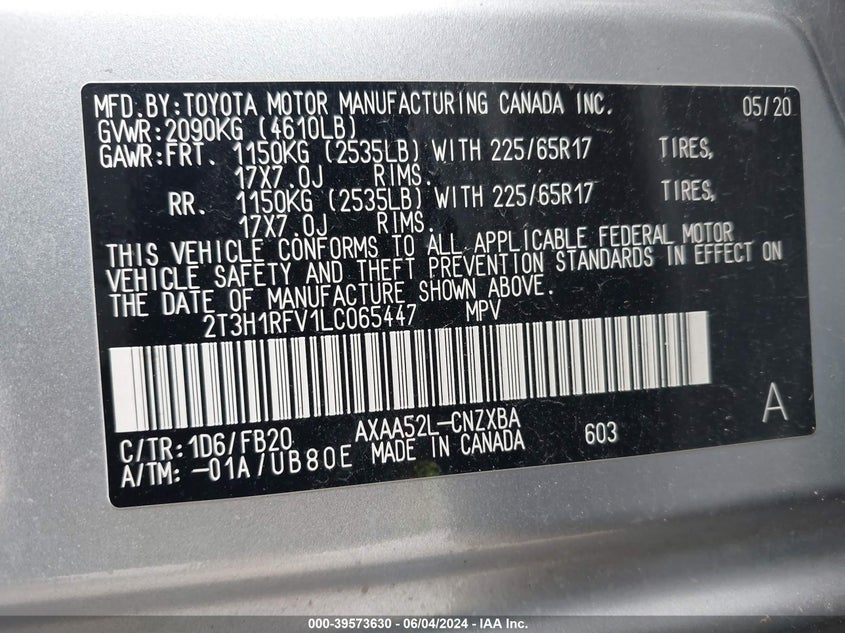 MFD.BY:TOYOTA MOTOR MANUFACTURING CANADA INC. 05/20
GVWR:2090KG (4610LB)
GAWR:FRT. 1150KG (2535LB) WITH 225/65R17 TIRES,
17X7.0J RIMS.
RR. 1150KG (2535LB) WITH 225/65R17 TIRES,
17X7.0J RIMS.
THIS VEHICLE CONFORMS TO ALL APPLICABLE FEDERAL MOTOR
VEHICLE SAFETY AND THEFT PREVENTION STANDARDS IN EFFECT ON
THE DATE OF MANUFACTURE SHOWN ABOVE.
2T3H1RFV1LC065447 MPV
C/TR:1D6/FB20 AXAA52L-CNZXBA 603 A
A/TM:-01A/UB80E MADE IN CANADA
000-39573630 - 06/04/2024 - IAA Inc.